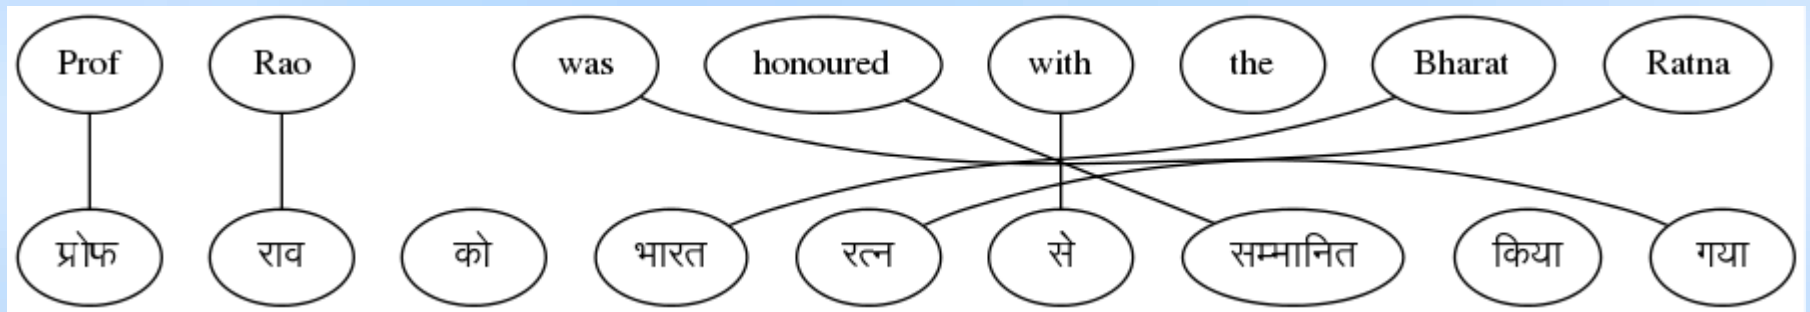 Prof Rao was honoured with the Bharat Ratna
प्रोफ राव को भारत रत्न से सम्मानित किया गया